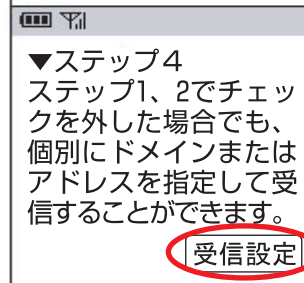 ▼ステップ4
ステップ1、2でチェッ
クを外した場合でも、
個別にドメインまたは
アドレスを指定して受
信することができます。
受信設定